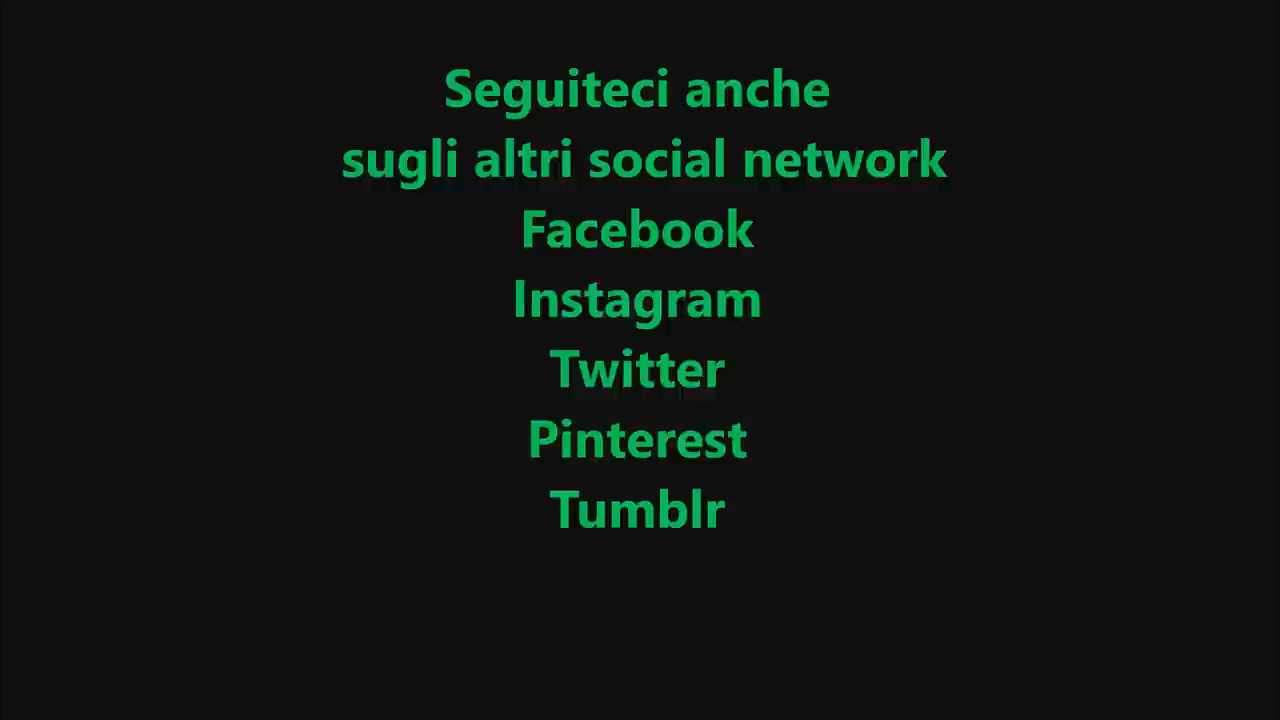 Seguiteci anche
sugli altri social network
Facebook
Instagram
Twitter
Pinterest
Tumblr